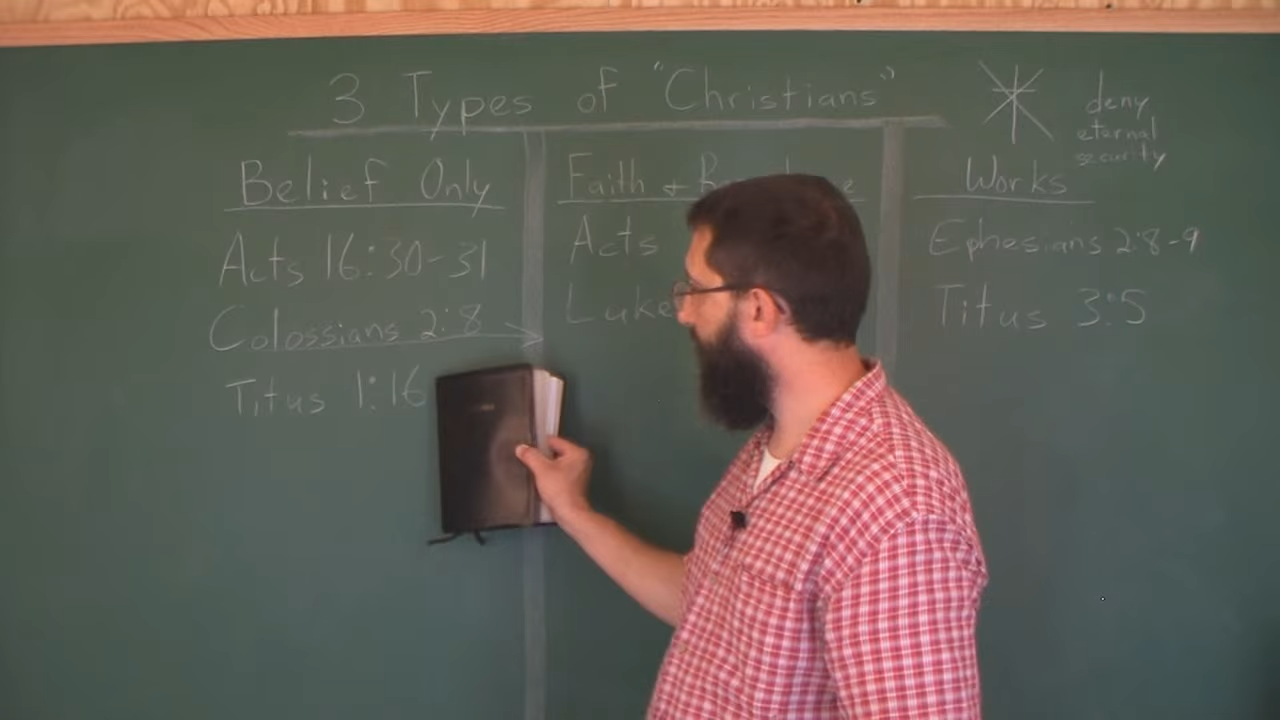 3 Types of "Christians"
deny
eternal
security
Belief Only
Acts 16:30-31
Colossians 2:8
Titus 1:16
Faith +
Acts
Luke
Works
Ephesians 2:8-9
Titus 3:5